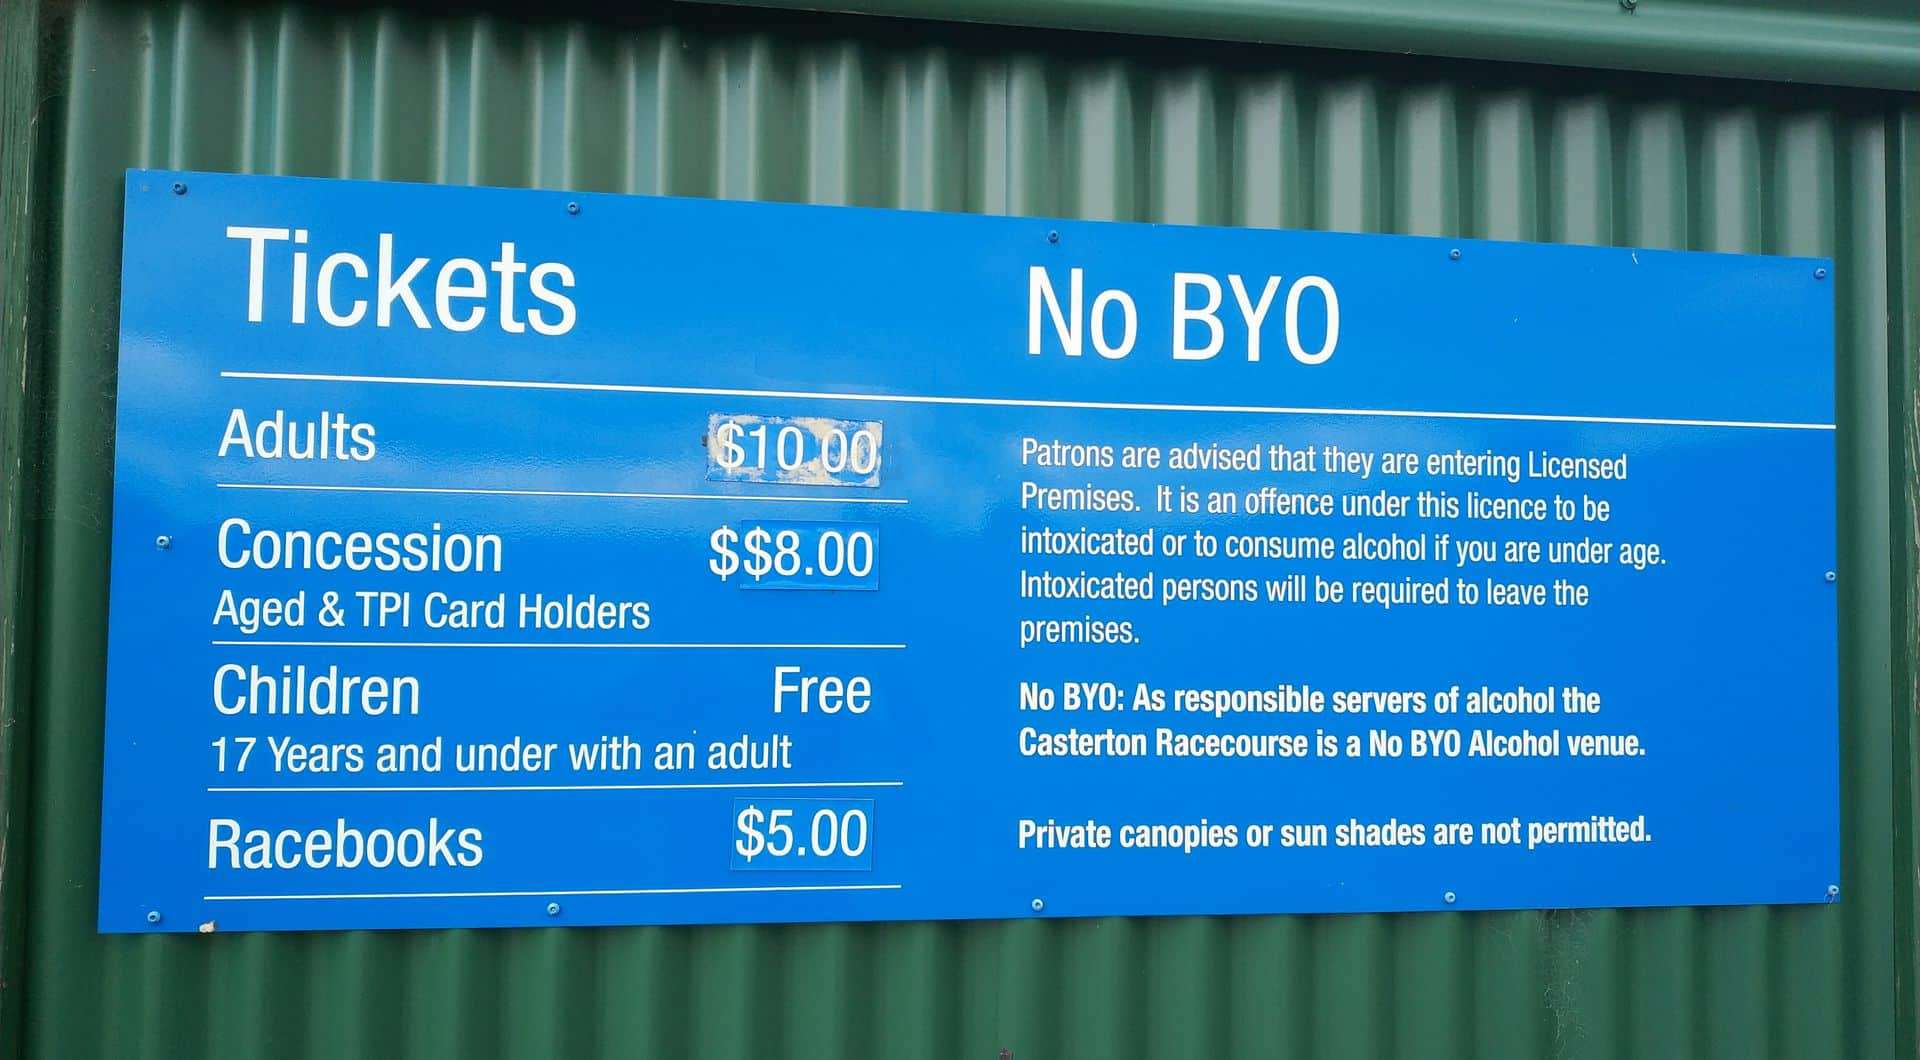 Tickets
Adults $10.00
Concession $$8.00
Aged & TPI Card Holders
Children Free
17 Years and under with an adult
Racebooks $5.00
No BYO
Patrons are advised that they are entering Licensed
Premises. It is an offence under this licence to be
intoxicated or to consume alcohol if you are under age.
Intoxicated persons will be required to leave the
premises.
No BYO: As responsible servers of alcohol the
Casterton Racecourse is a No BYO Alcohol venue.
Private canopies or sun shades are not permitted.